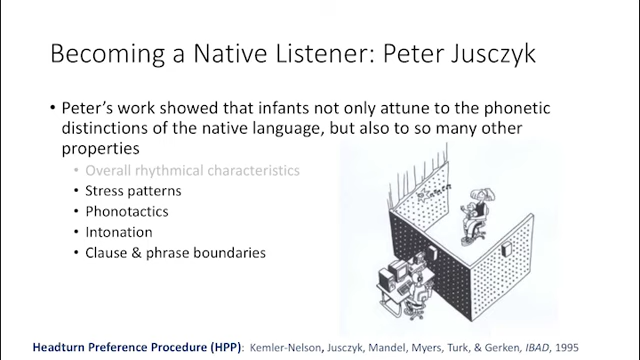 Becoming a Native Listener: Peter Jusczyk
• Peter's work showed that infants not only attune to the phonetic
distinctions of the native language, but also to so many other
properties
• Overall rhythmical characteristics
• Stress patterns
• Phonotactics
• Intonation
• Clause & phrase boundaries
Headturn Preference Procedure (HPP): Kemler-Nelson, Jusczyk, Mandel, Myers, Turk, & Gerken, IBAD, 1995